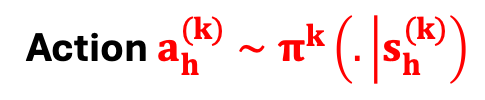 Action a_h^(k) ~ π^k (. | s_h^(k))